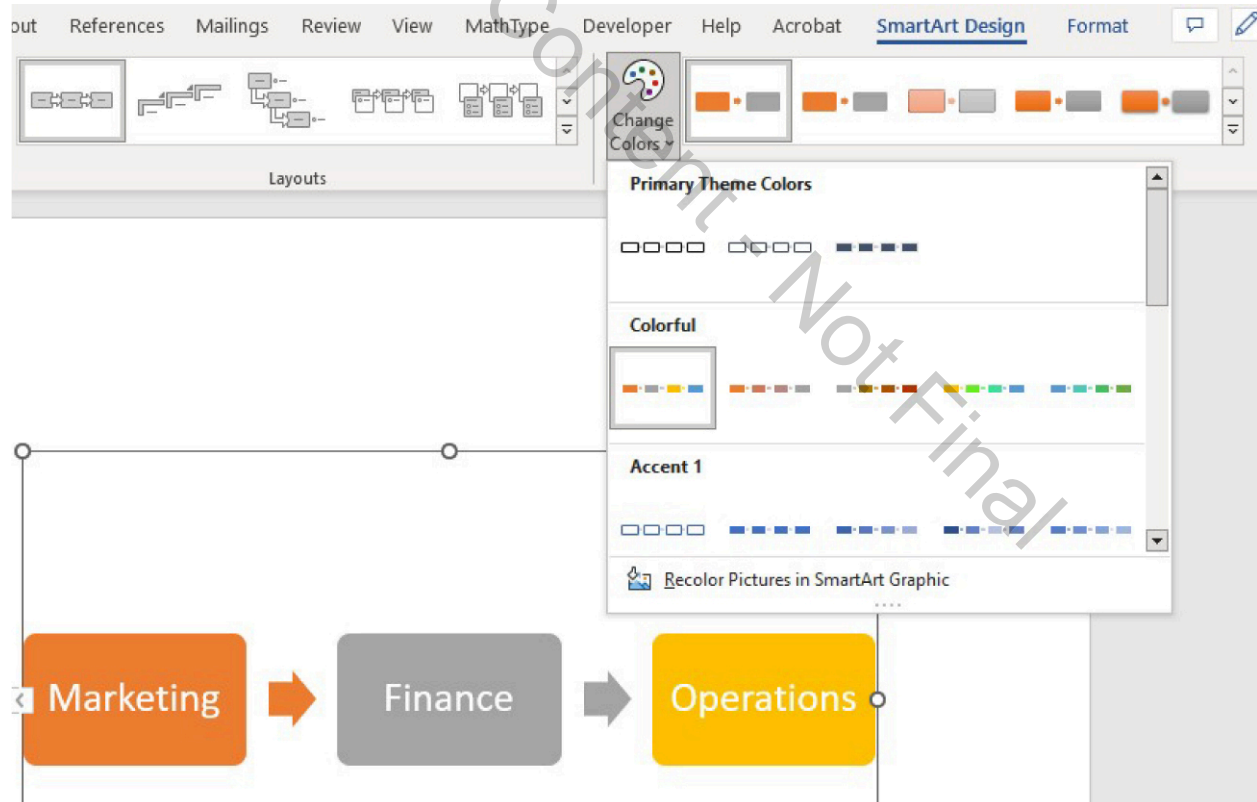 out References Mailings Review View MathType Developer Help Acrobat SmartArt Design Format
Change
Colors
Layouts
Primary Theme Colors
Colorful
Accent 1
Recolor Pictures in SmartArt Graphic
Marketing Finance Operations
Content - Not Final